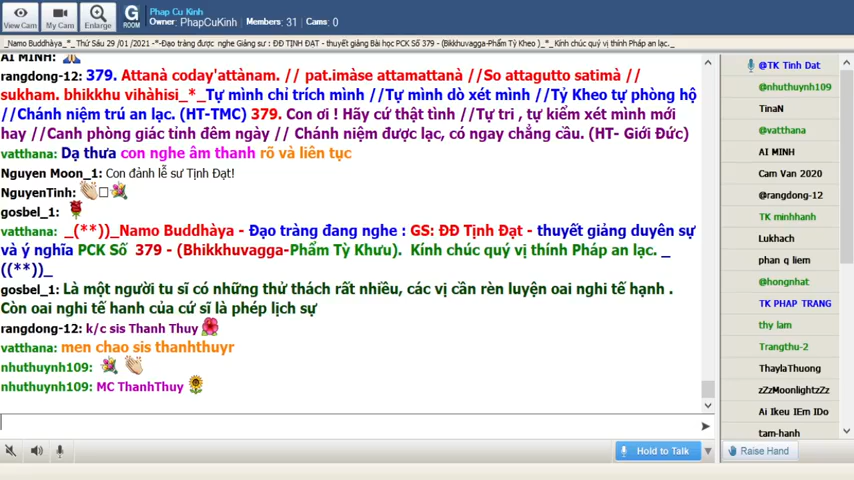 View Cam
My Cam
Enlarge
G
ROOM
Phap Cu Kinh
Owner: PhapCuKinh Members: 31 Cams: 0
_Namo Buddhàya_*_ Thứ Sáu 29 /01/2021 -*-Đạo tràng được nghe Giảng sư : ĐĐ TỊNH ĐẠT - thuyết giảng Bài học PCK Số 379 - (Bikkhuvagga-Phẩm Tỳ Kheo )_*_ Kính chúc quý vị thính Pháp an lạc._
AI MINH:
rangdong-12: 379. Attanà coday'attànam. // pat.imàse attamattanà //So attagutto satimà //
sukham. bhikkhu vihàhisi_*_Tự mình chỉ trích mình //Tự mình dò xét mình //Tỷ Kheo tự phòng hộ
//Chánh niệm trú an lạc. (HT-TMC) 379. Con ơi ! Hãy cứ thật tình //Tự tri , tự kiểm xét mình mới
hay //Canh phòng giác tỉnh đêm ngày // Chánh niệm được lạc, có ngay chẳng cầu. (HT- Giới Đức)
vatthana: Dạ thưa con nghe âm thanh rõ và liên tục
Nguyen Moon_1: Con đảnh lễ sư Tịnh Đạt!
NguyenTinh:
gosbel_1:
vatthana: _(**))_Namo Buddhàya - Đạo tràng đang nghe : GS: ĐĐ Tịnh Đạt - thuyết giảng duyên sự
và ý nghĩa PCK Số 379 - (Bhikkhuvagga-Phẩm Tỳ Khưu). Kính chúc quý vị thính Pháp an lạc. _
((**))_
gosbel_1: Là một người tu sĩ có những thử thách rất nhiều, các vị cần rèn luyện oai nghi tế hạnh .
Còn oai nghi tế hanh của cứ sĩ là phép lịch sự
rangdong-12: k/c sis Thanh Thuy
vatthana: men chao sis thanhthuyr
nhuthuynh109:
nhuthuynh109: MC ThanhThuy
Hold to Talk
@TK Tinh Dat
@nhuthuynh109
TinaN
@vatthana
AI MINH
Cam Van 2020
@rangdong-12
TK minhhanh
Lukhach
phan q liem
@hongnhat
TK PHAP TRANG
thy lam
Trangthu-2
ThaylaThuong
zZzMoonlightzZz
Ai Ikeu IEm IDo
tam-hanh
Raise Hand